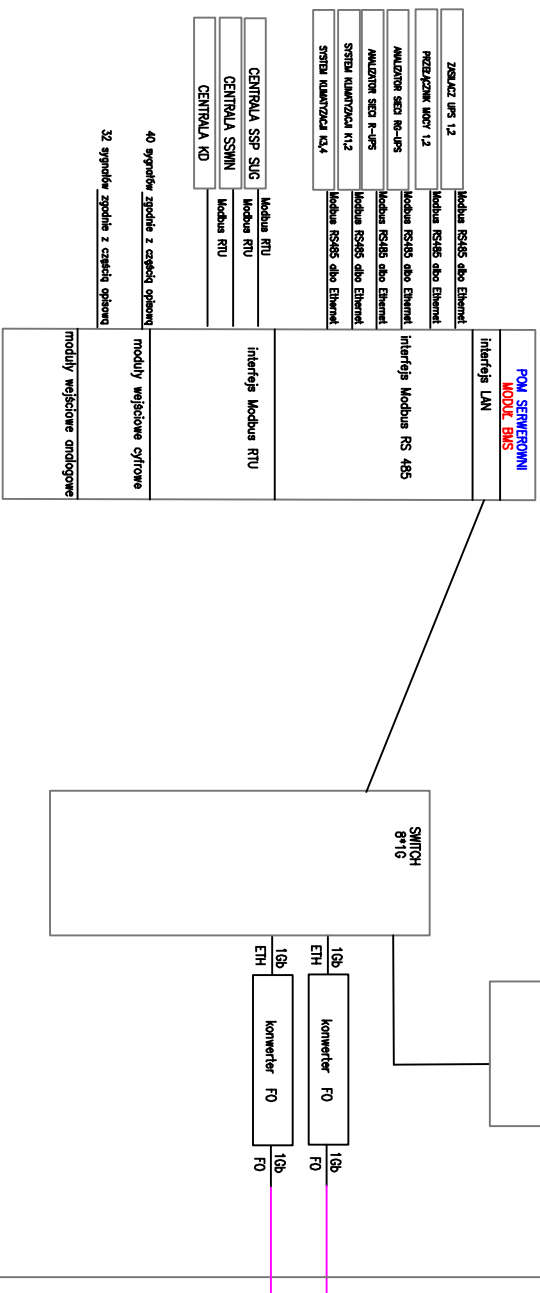 POM SERWEROWNI
MODUŁ BMS
interfejs LAN
ZASILACZ UPS 1,2
Modbus RS485 albo Ethernet
PRZEŁĄCZNIK MOCY 1,2
Modbus RS485 albo Ethernet
ANALIZATOR SIECI RG-UPS
Modbus RS485 albo Ethernet
ANALIZATOR SIECI R-UPS
Modbus RS485 albo Ethernet
SYSTEM KLIMATYZACJI K1,2
Modbus RS485 albo Ethernet
SYSTEM KLIMATYZACJI K3,4
Modbus RS485 albo Ethernet
interfejs Modbus RS 485
CENTRALA SSP SUG
Modbus RTU
CENTRALA SSWIN
Modbus RTU
CENTRALA KD
Modbus RTU
interfejs Modbus RTU
40 sygnałów zgodnie z częścią opisową
moduły wejściowe cyfrowe
32 sygnałów zgodnie z częścią opisową
moduły wejściowe analogowe
SWITCH
8*1G
1Gb
ETH
konwerter FO
1Gb
FO
1Gb
ETH
konwerter FO
1Gb
FO